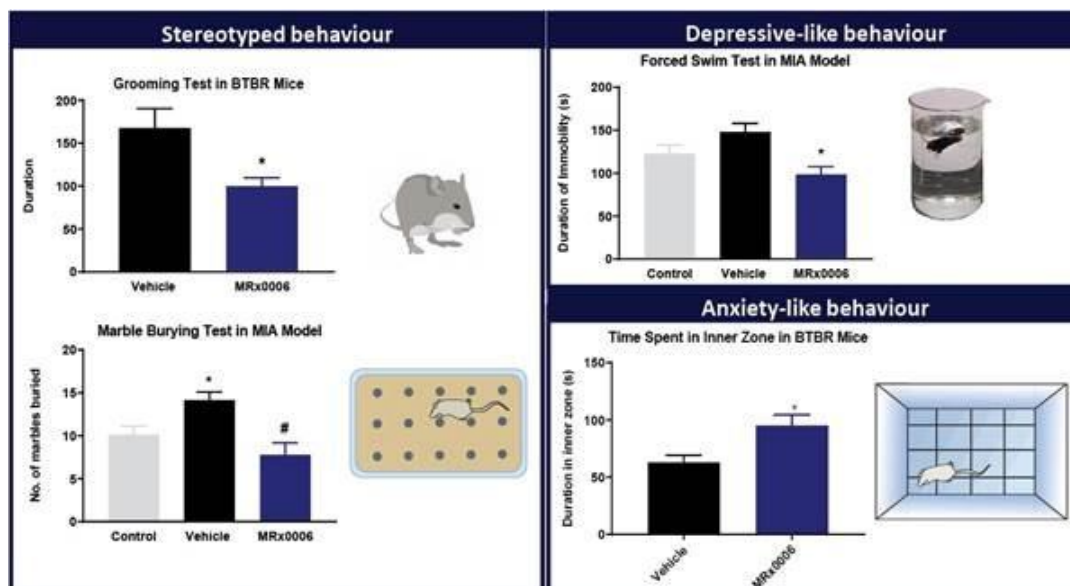 Stereotyped behaviour
Grooming Test in BTBR Mice
Duration
200
150
100
50
0
*
Vehicle
MRx0006
Marble Burying Test in MIA Model
No. of marbles buried
20
15
10
5
0
*
#
Control
Vehicle
MRx0006
Depressive-like behaviour
Forced Swim Test in MIA Model
Duration of Immobility (s)
200
150
100
50
0
*
Control
Vehicle
MRx0006
Anxiety-like behaviour
Time Spent in Inner Zone in BTBR Mice
Duration in inner zone (s)
150
100
50
0
*
Vehicle
MRx0006